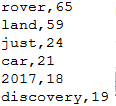 rover,65
land,59
just,24
car,21
2017,18
discovery,19